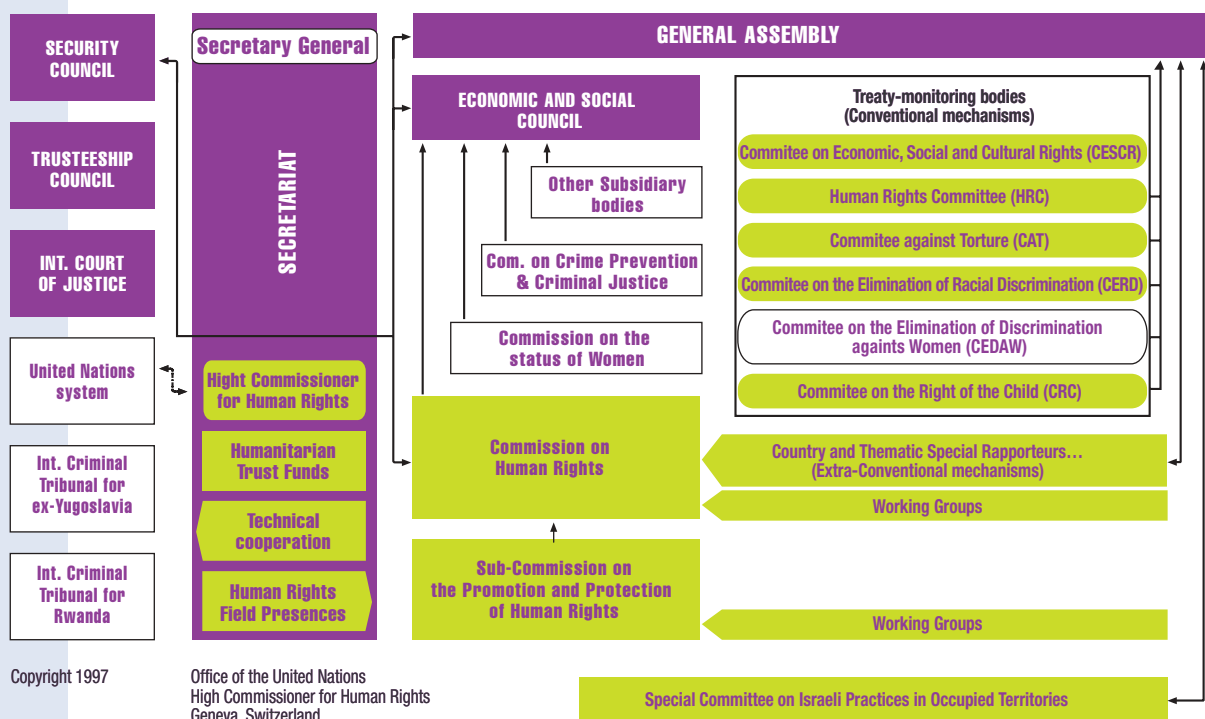 SECURITY
COUNCIL
TRUSTEESHIP
COUNCIL
INT. COURT
OF JUSTICE
United Nations
system
Int. Criminal
Tribunal for
ex-Yugoslavia
Int. Criminal
Tribunal for
Rwanda
Secretary General
SECRETARIAT
Hight Commissioner
for Human Rights
Humanitarian
Trust Funds
Technical
cooperation
Human Rights
Field Presences
GENERAL ASSEMBLY
ECONOMIC AND SOCIAL
COUNCIL
Other Subsidiary
bodies
Com. on Crime Prevention
& Criminal Justice
Commission on the
status of Women
Commission on
Human Rights
Sub-Commission on
the Promotion and Protection
of Human Rights
Treaty-monitoring bodies
(Conventional mechanisms)
Commitee on Economic, Social and Cultural Rights (CESCR)
Human Rights Committee (HRC)
Commitee against Torture (CAT)
Commitee on the Elimination of Racial Discrimination (CERD)
Commitee on the Elimination of Discrimination
againts Women (CEDAW)
Commitee on the Right of the Child (CRC)
Country and Thematic Special Rapporteurs...
(Extra-Conventional mechanisms)
Working Groups
Working Groups
Special Committee on Israeli Practices in Occupied Territories
Copyright 1997
Office of the United Nations
High Commissioner for Human Rights
Geneva, Switzerland